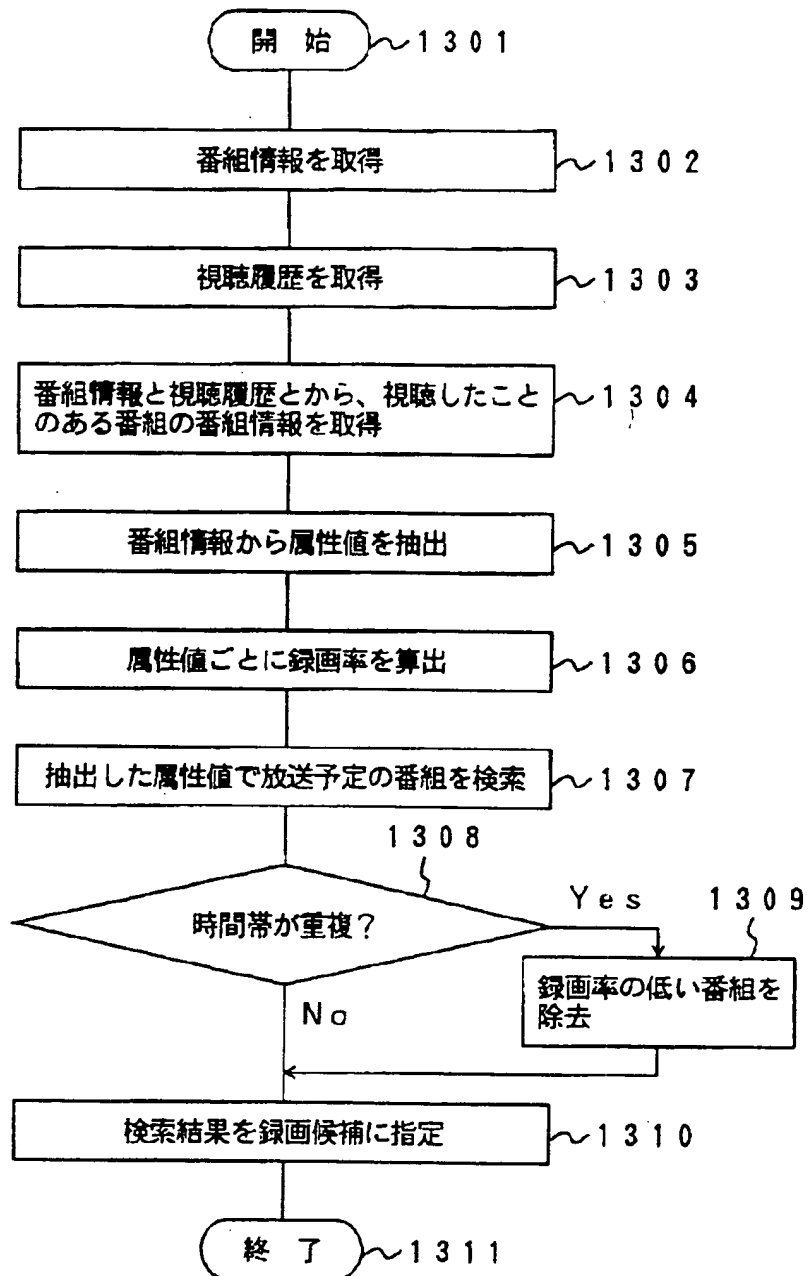 開 始 1301
番組情報を取得 1302
視聴履歴を取得 1303
番組情報と視聴履歴とから、視聴したこと 1304
のある番組の番組情報を取得
番組情報から属性値を抽出 1305
属性値ごとに録画率を算出 1306
抽出した属性値で放送予定の番組を検索 1307
1308
時間帯が重複?
Yes
1309
録画率の低い番組を
除去
No
検索結果を録画候補に指定 1310
終 了 1311